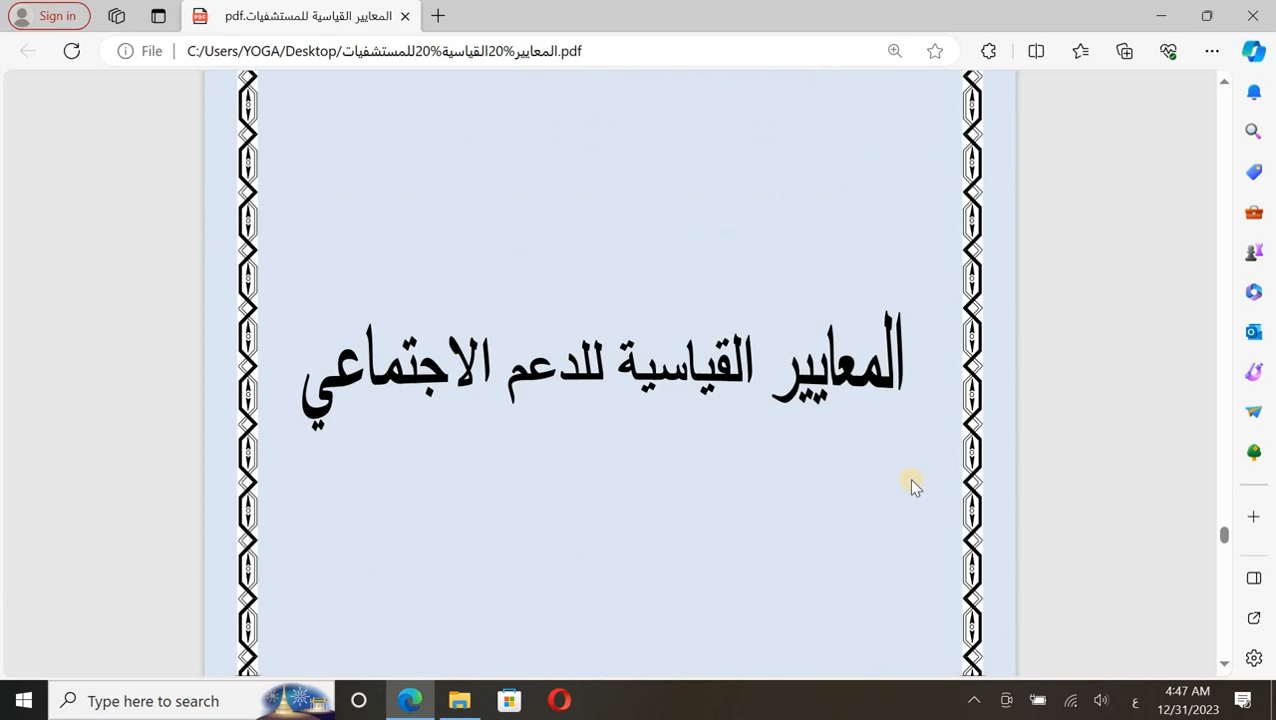 Sign in
المعايير القياسية للمستشفيات.pdf
File
C:/Users/YOGA/Desktop/المعايير%20القياسية%20للمستشفيات.pdf
المعايير القياسية للدعم الاجتماعي
Type here to search
ع
4:47 AM
12/31/2023